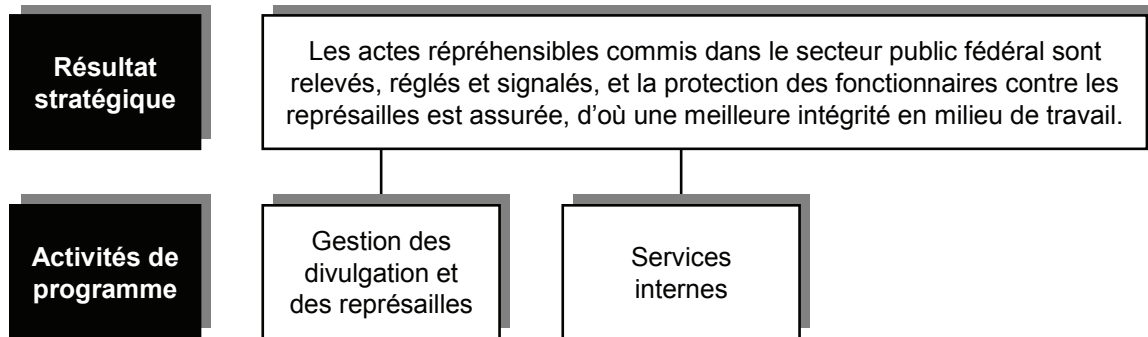 Résultat
stratégique
Les actes répréhensibles commis dans le secteur public fédéral sont
relevés, réglés et signalés, et la protection des fonctionnaires contre les
représailles est assurée, d’où une meilleure intégrité en milieu de travail.
Activités de
programme
Gestion des
divulgation et
des représailles
Services
internes